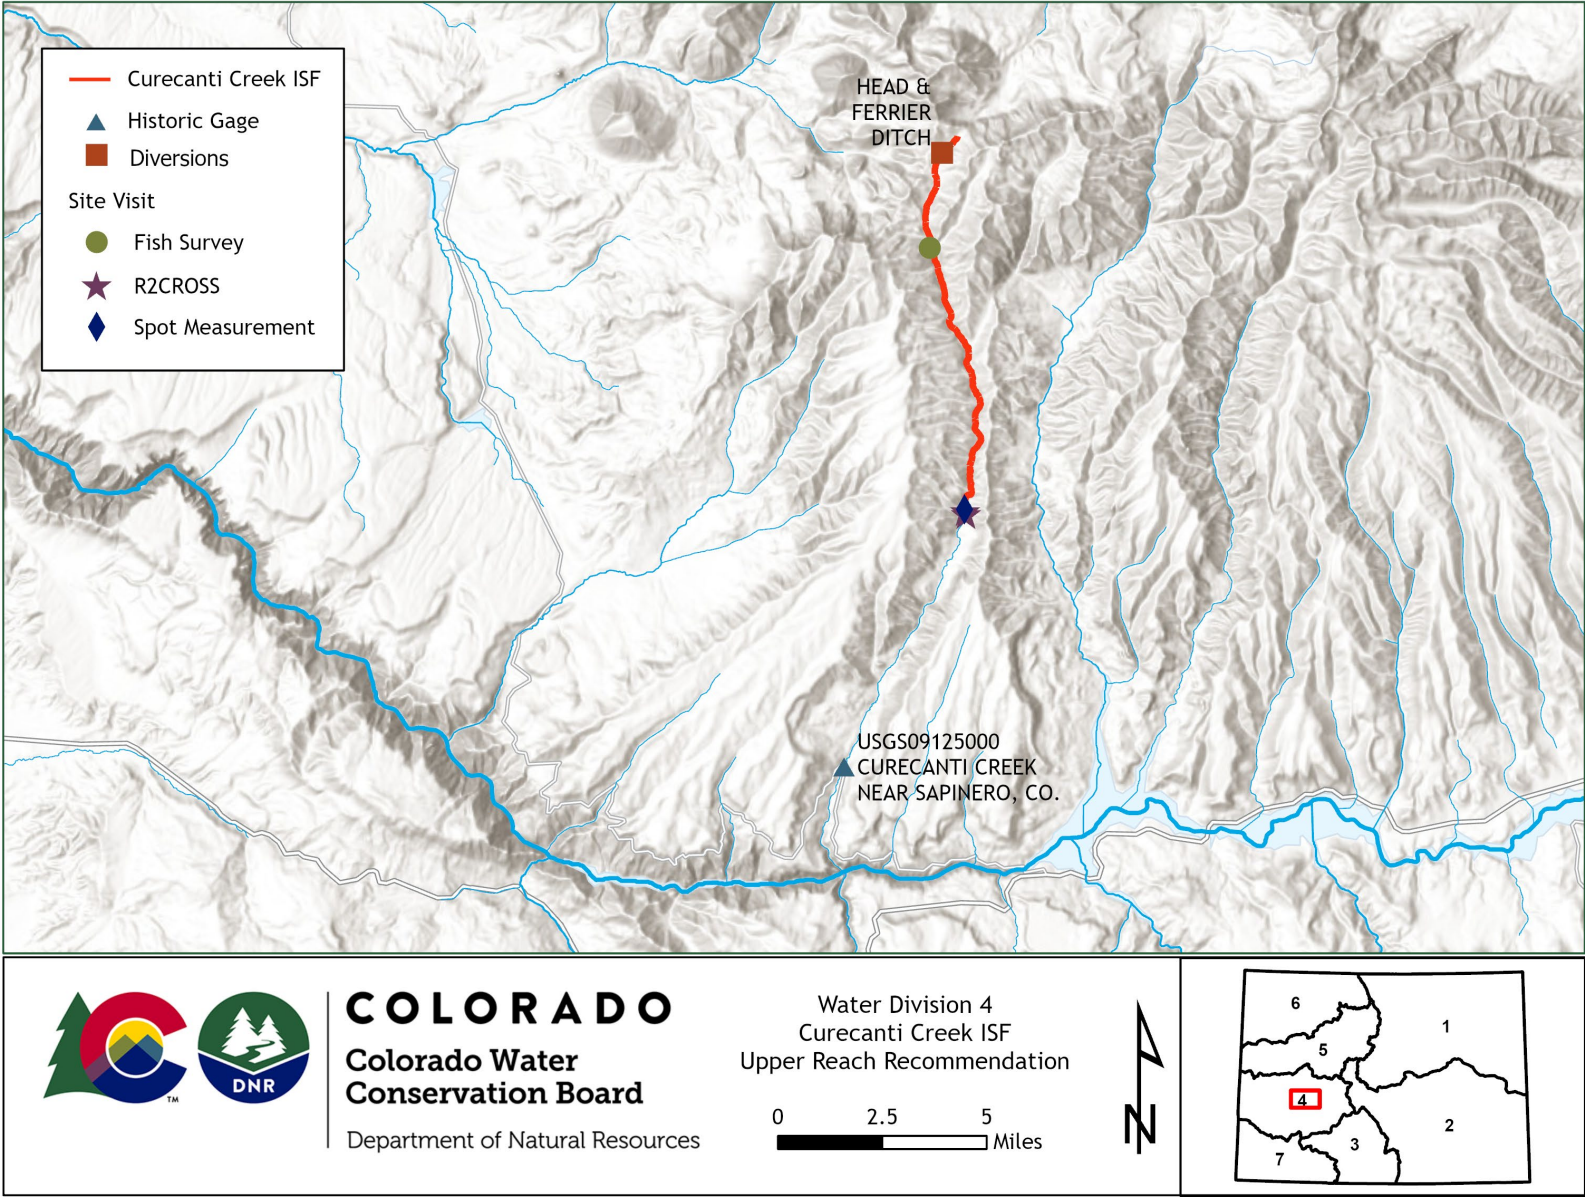 Curecanti Creek ISF
Historic Gage
Diversions
Site Visit
Fish Survey
R2CROSS
Spot Measurement
HEAD &
FERRIER
DITCH
USGS09125000
CURECANTI CREEK
NEAR SAPINERO, CO.
DNR
TM
COLORADO
Colorado Water
Conservation Board
Department of Natural Resources
Water Division 4
Curecanti Creek ISF
Upper Reach Recommendation
0 2.5 5
Miles
N
6
1
5
4
2
3
7